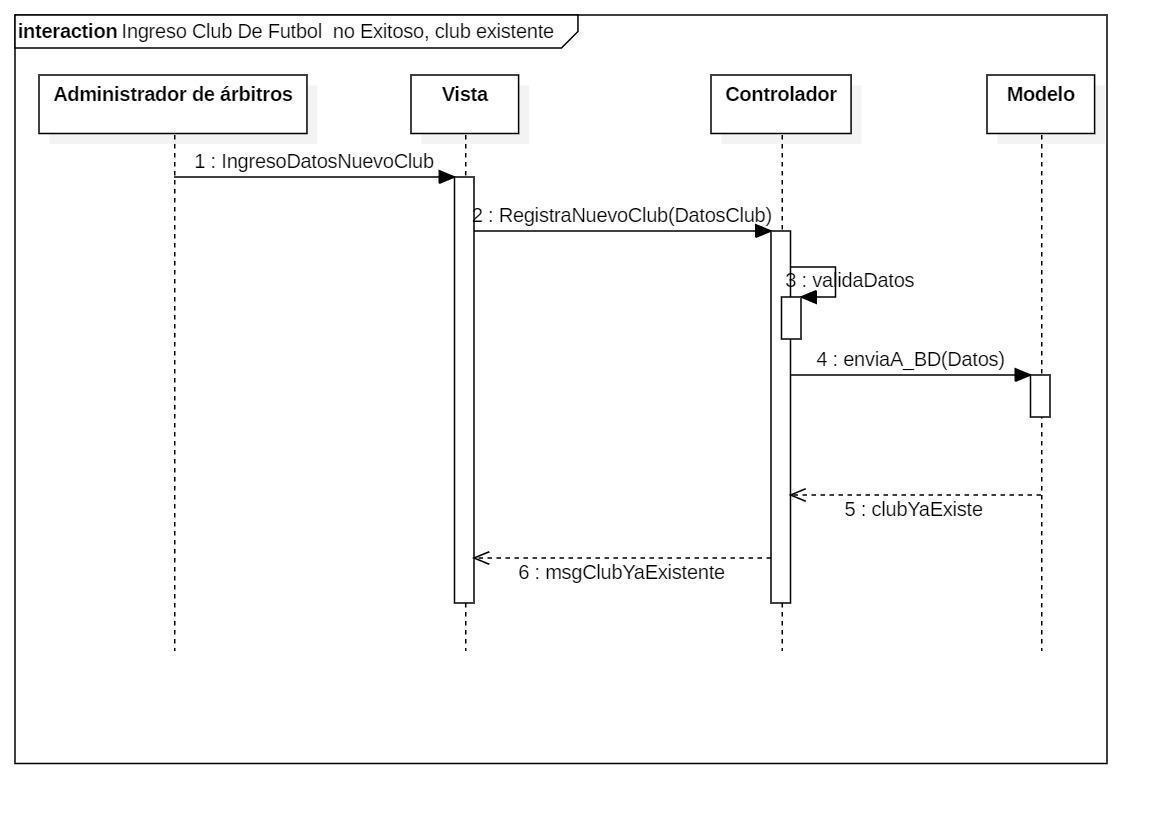 interaction Ingreso Club De Futbol  no Exitoso, club existente
Administrador de árbitros
Vista
Controlador
Modelo
1 : IngresoDatosNuevoClub
2 : RegistraNuevoClub(DatosClub)
3 : validaDatos
4 : enviaA_BD(Datos)
5 : clubYaExiste
6 : msgClubYaExistente